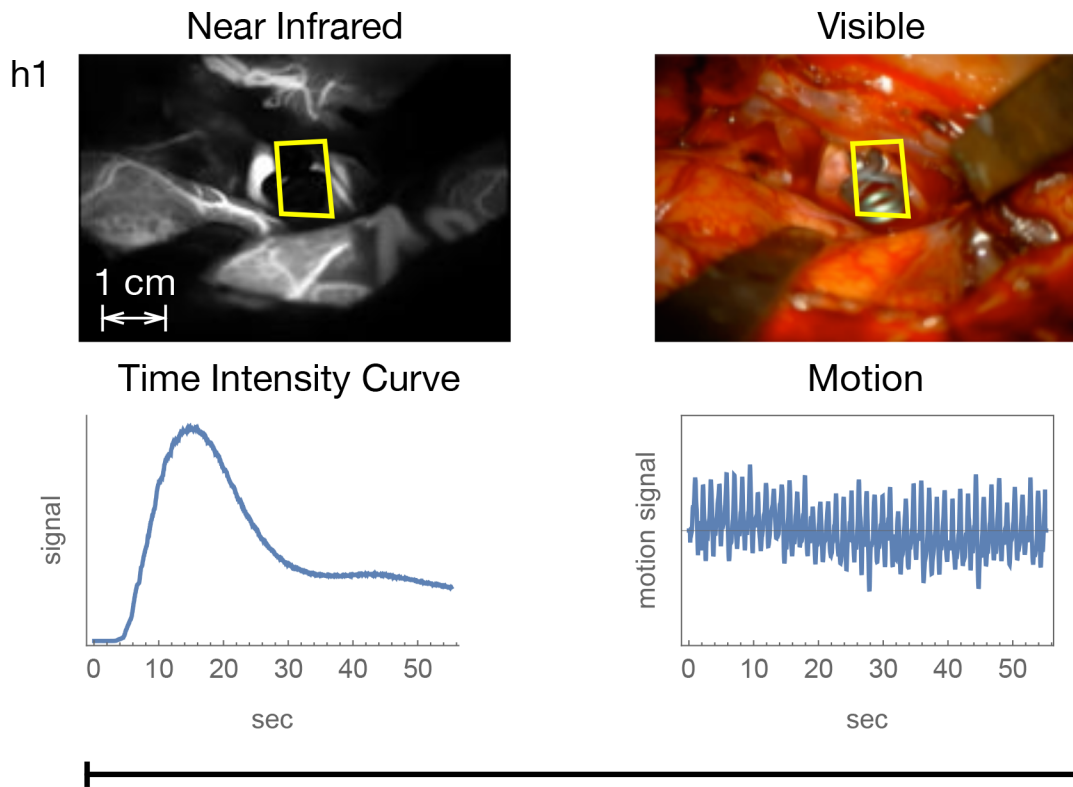 Near Infrared
Visible
h1
1 cm
Time Intensity Curve
Motion
signal
0 10 20 30 40 50
sec
motion signal
0 10 20 30 40 50
sec